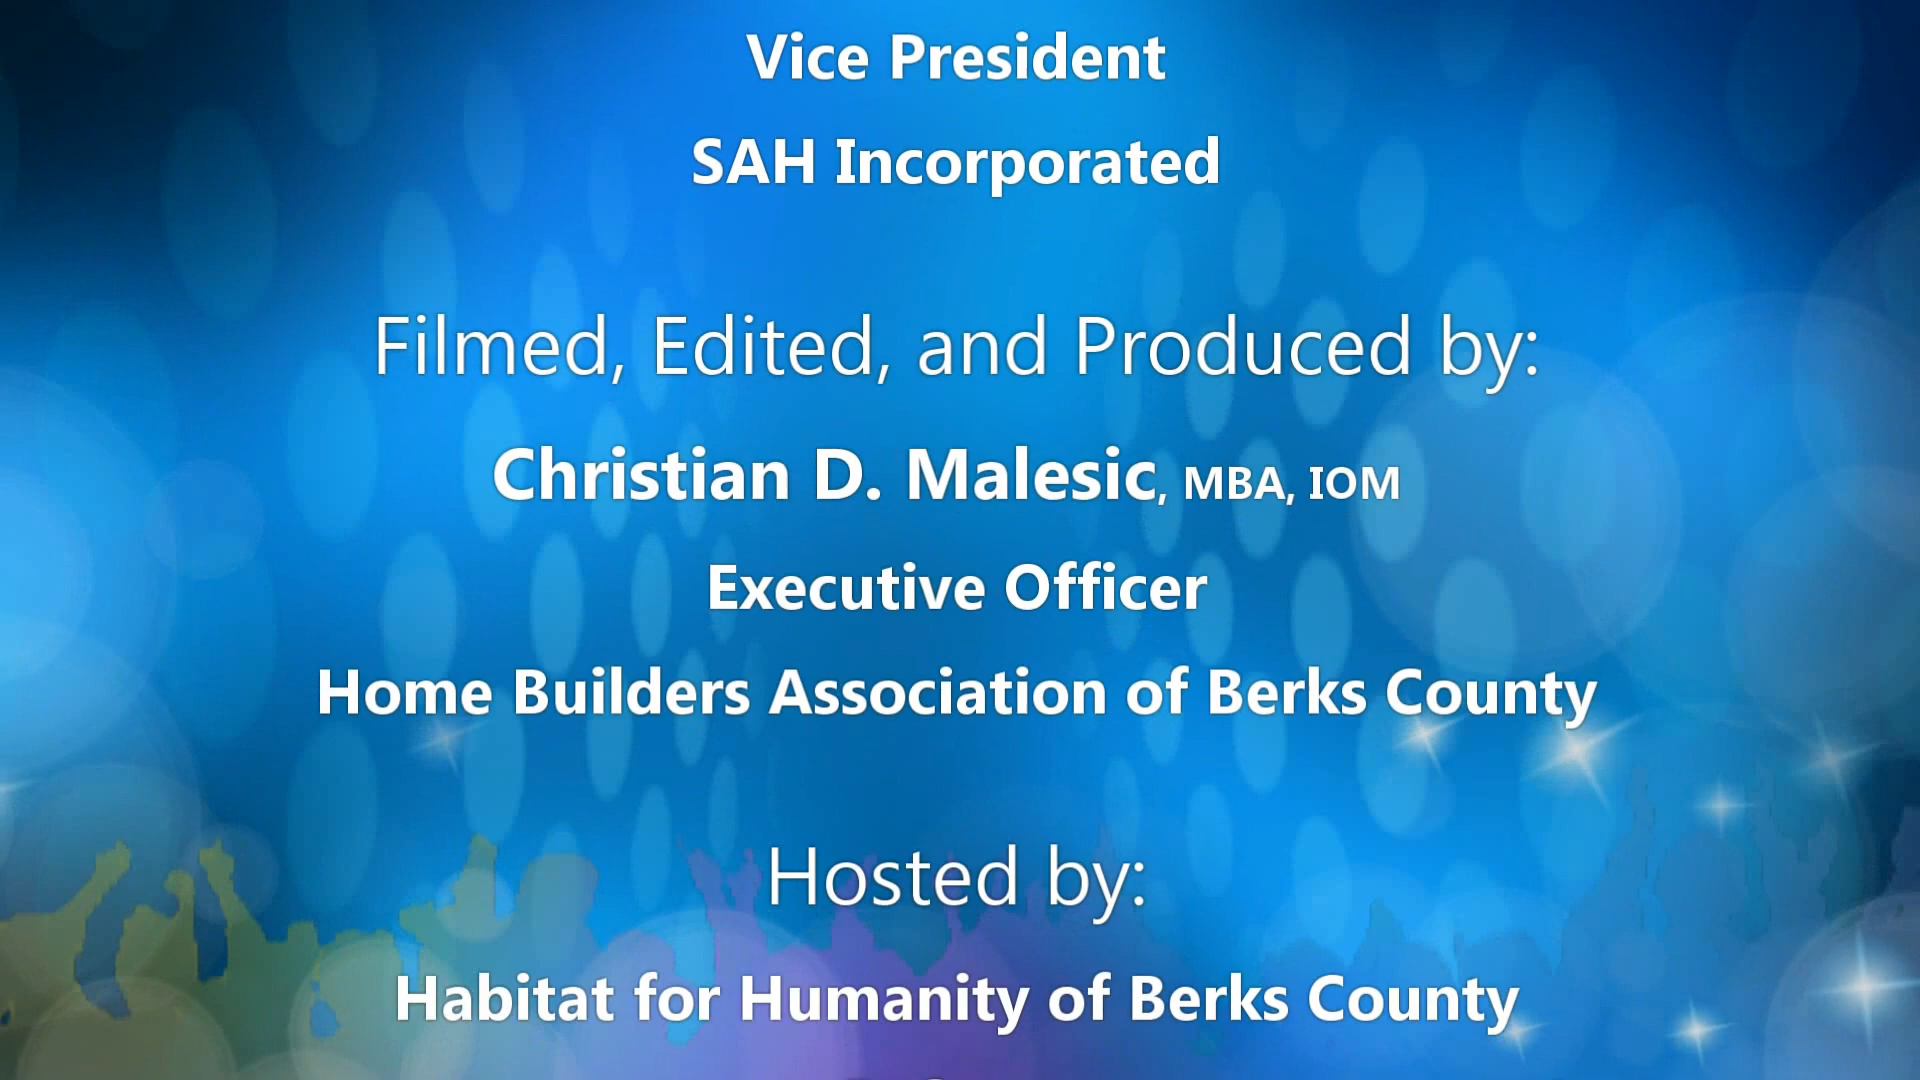 Vice President
SAH Incorporated
Filmed, Edited, and Produced by:
Christian D. Malesic, MBA, IOM
Executive Officer
Home Builders Association of Berks County
Hosted by:
Habitat for Humanity of Berks County